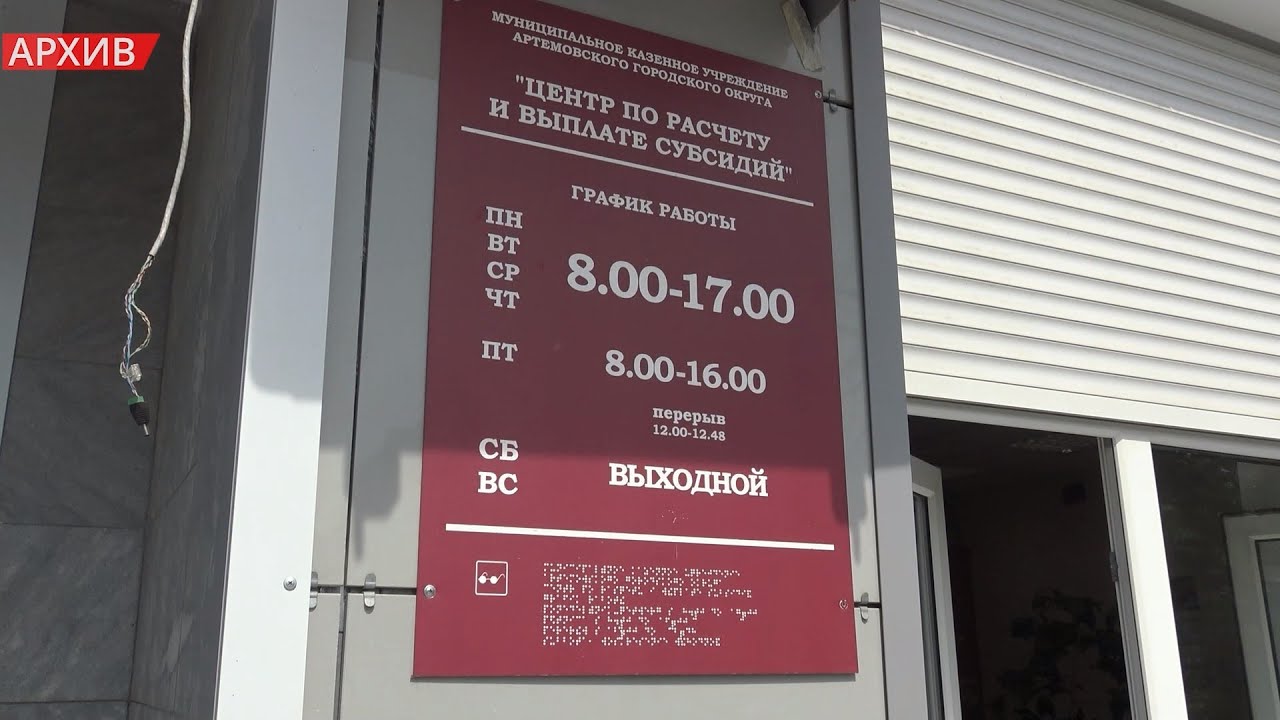 АРХИВ
МУНИЦИПАЛЬНОЕ КАЗЕННОЕ УЧРЕЖДЕНИЕ
АРТЕМОВСКОГО ГОРОДСКОГО ОКРУГА
"ЦЕНТР ПО РАСЧЕТУ
И ВЫПЛАТЕ СУБСИДИЙ"
ГРАФИК РАБОТЫ
ПН
ВТ
СР
ЧТ
8.00-17.00
ПТ
8.00-16.00
перерыв
12.00-12.48
СБ
ВС
ВЫХОДНОЙ